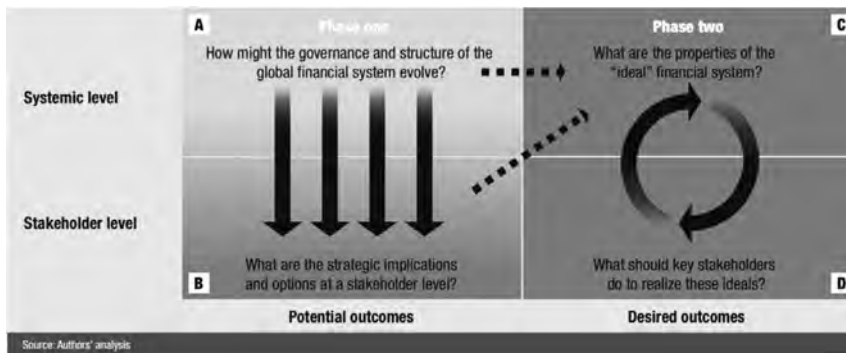 A
Phase one
Phase two
C
How might the governance and structure of the
global financial system evolve?
What are the properties of the
"ideal" financial system?
Systemic level
Stakeholder level
What are the strategic implications
and options at a stakeholder level?
What should key stakeholders
do to realize these ideals?
B
D
Potential outcomes
Desired outcomes
Source: Authors' analysis